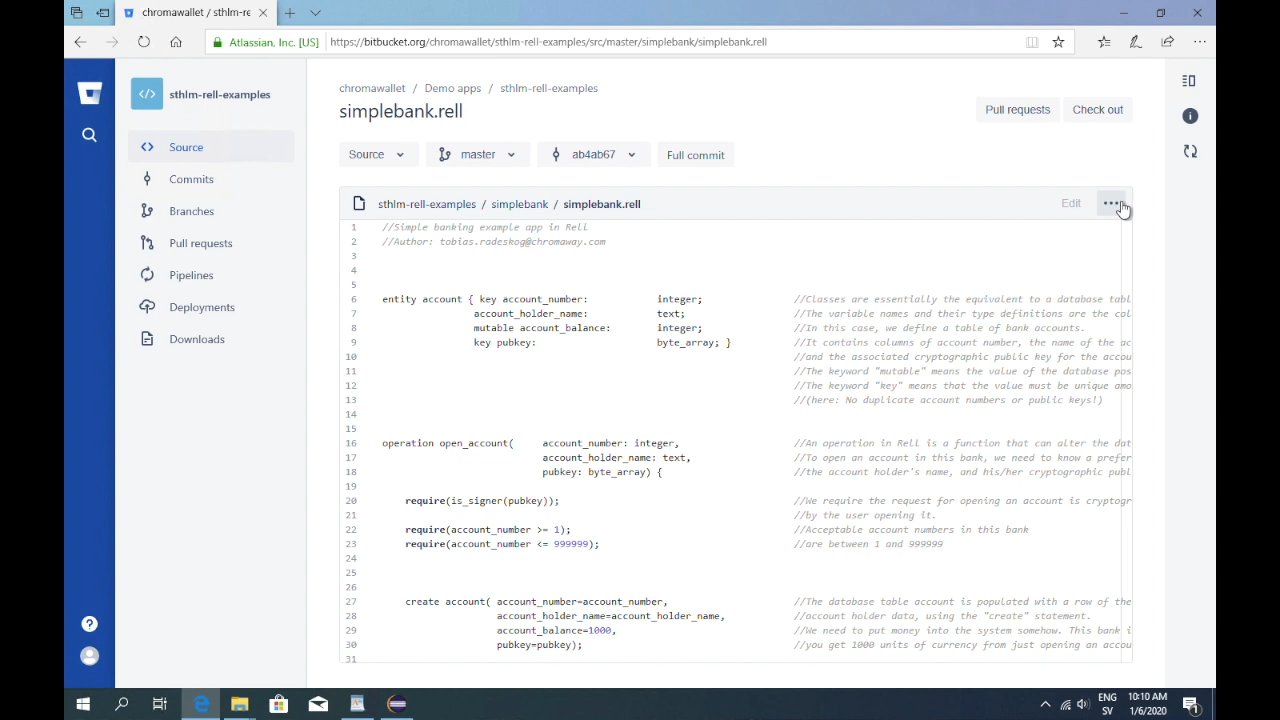 chromawallet / sthlm-re
Atlassian, Inc. [US]
https://bitbucket.org/chromawallet/sthlm-rell-examples/src/master/simplebank/simplebank.rell
sthlm-rell-examples
Source
Commits
Branches
Pull requests
Pipelines
Deployments
Downloads
chromawallet / Demo apps / sthlm-rell-examples
simplebank.rell
Pull requests
Check out
Source
master
ab4ab67
Full commit
sthlm-rell-examples / simplebank / simplebank.rell
Edit
1 //Simple banking example app in Rell
2 //Author: tobias.radeskog@chromaway.com
3
4
5
6 entity account { key account_number: integer; //Classes are essentially the equivalent to a database tabl
7 account_holder_name: text; //The variable names and their type definitions are the col
8 mutable account_balance: integer; //In this case, we define a table of bank accounts.
9 key pubkey: byte_array; } //It contains columns of account number, the name of the ac
10 //and the associated cryptographic public key for the accou
11 //The keyword "mutable" means the value of the database pos
12 //The keyword "key" means that the value must be unique amo
13 //(here: No duplicate account numbers or public keys!)
14
15
16 operation open_account( account_number: integer, //An operation in Rell is a function that can alter the dat
17 account_holder_name: text, //To open an account in this bank, we need to know a prefer
18 pubkey: byte_array) { //the account holder's name, and his/her cryptographic publ
19
20 require(is_signer(pubkey)); //We require the request for opening an account is cryptogr
21 //by the user opening it.
22 require(account_number >= 1); //Acceptable account numbers in this bank
23 require(account_number <= 999999); //are between 1 and 999999
24
25
26
27 create account( account_number=account_number, //The database table account is populated with a row of the
28 account_holder_name=account_holder_name, //account holder data, using the "create" statement.
29 account_balance=1000, //We need to put money into the system somehow. This bank i
30 pubkey=pubkey); //you get 1000 units of currency from just opening an accou
31
ENG
SV
10:10 AM
1/6/2020
1